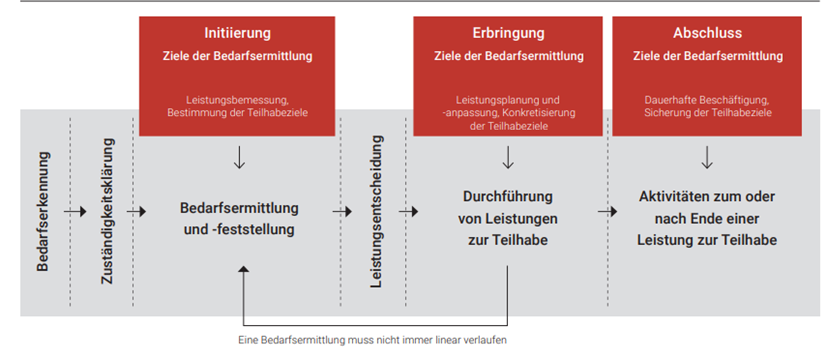 Initiierung
Ziele der Bedarfsermittlung
Leistungsbemessung,
Bestimmung der Teilhabeziele
Erbringung
Ziele der Bedarfsermittlung
Leistungsplanung und
-anpassung, Konkretisierung
der Teilhabeziele
Abschluss
Ziele der Bedarfsermittlung
Dauerhafte Beschäftigung,
Sicherung der Teilhabeziele
Bedarfserkennung
Zuständigkeitsklärung
Bedarfsermittlung
und -feststellung
Leistungsentscheidung
Durchführung
von Leistungen
zur Teilhabe
Aktivitäten zum oder
nach Ende einer
Leistung zur Teilhabe
Eine Bedarfsermittlung muss nicht immer linear verlaufen